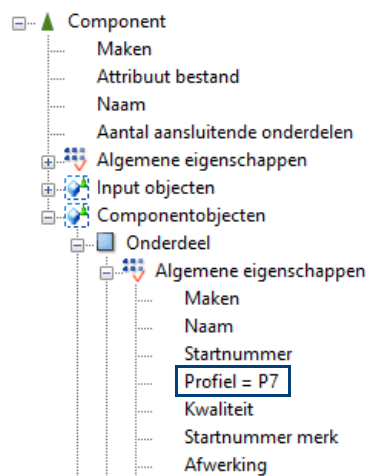 Component
Maken
Attribuut bestand
Naam
Aantal aansluitende onderdelen
Algemene eigenschappen
Input objecten
Componentobjecten
Onderdeel
Algemene eigenschappen
Maken
Naam
Startnummer
Profiel = P7
Kwaliteit
Startnummer merk
Afwerking